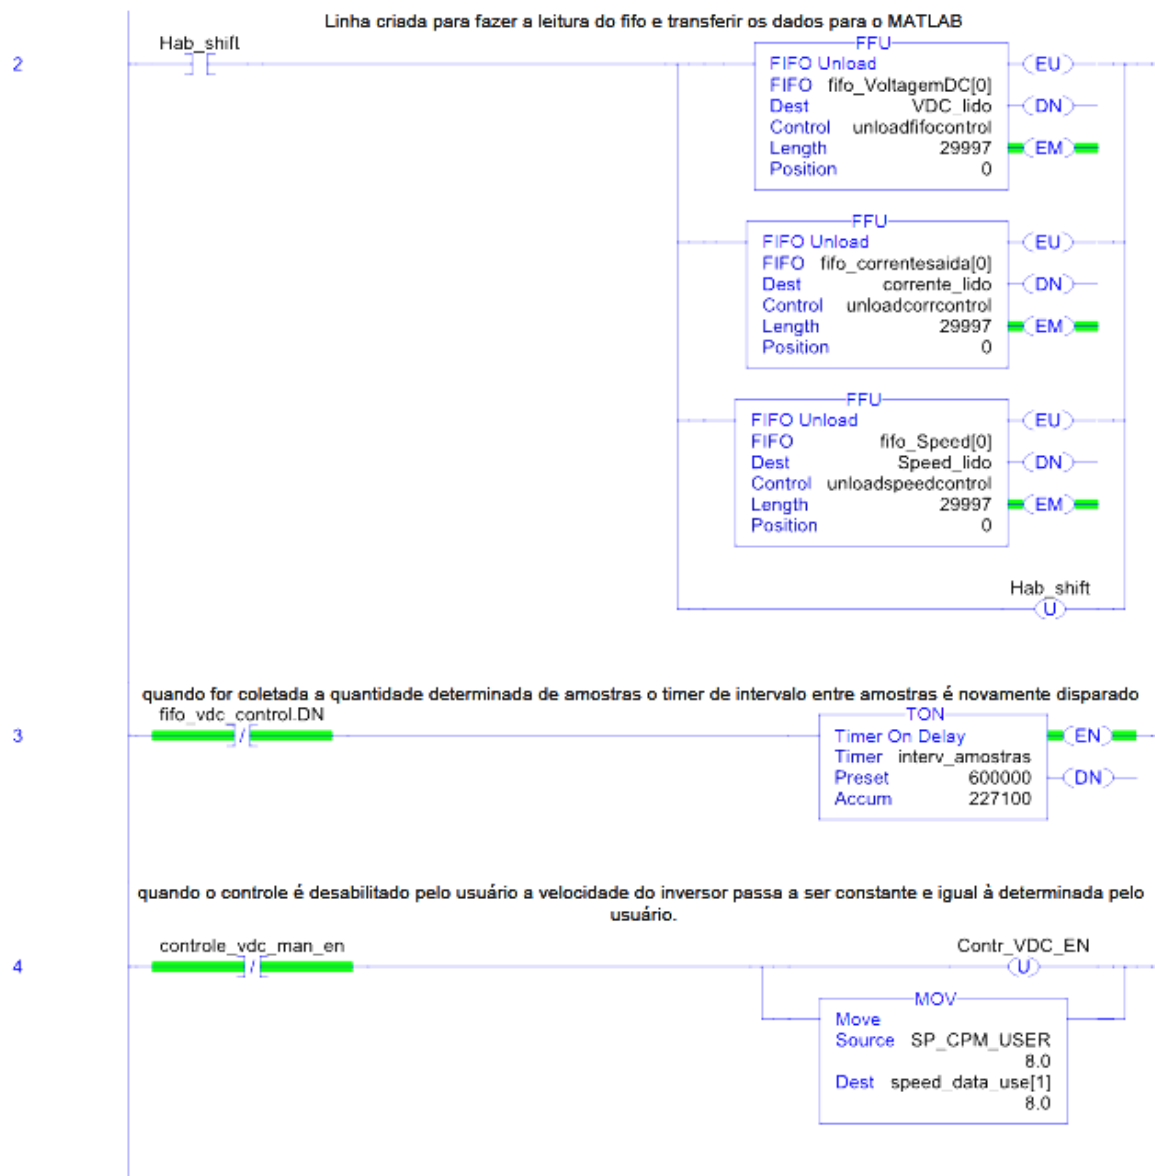 Linha criada para fazer a leitura do fifo e transferir os dados para o MATLAB
Hab_shift
2
FFU
FIFO Unload
EU
FIFO fifo_VoltagemDC[0]
Dest VDC_lido
DN
Control unloadfifocontrol
Length 29997
EM
Position 0
FFU
FIFO Unload
EU
FIFO fifo_correntesaida[0]
Dest corrente_lido
DN
Control unloadcorrcontrol
Length 29997
EM
Position 0
FFU
FIFO Unload
EU
FIFO fifo_Speed[0]
Dest Speed_lido
DN
Control unloadspeedcontrol
Length 29997
EM
Position 0
Hab_shift
U
quando for coletada a quantidade determinada de amostras o timer de intervalo entre amostras é novamente disparado
fifo_vdc_control.DN
3
TON
Timer On Delay
EN
Timer interv_amostras
Preset 600000
DN
Accum 227100
quando o controle é desabilitado pelo usuário a velocidade do inversor passa a ser constante e igual à determinada pelo
usuário.
controle_vdc_man_en
Contr_VDC_EN
4
U
MOV
Move
Source SP_CPM_USER
8.0
Dest speed_data_use[1]
8.0